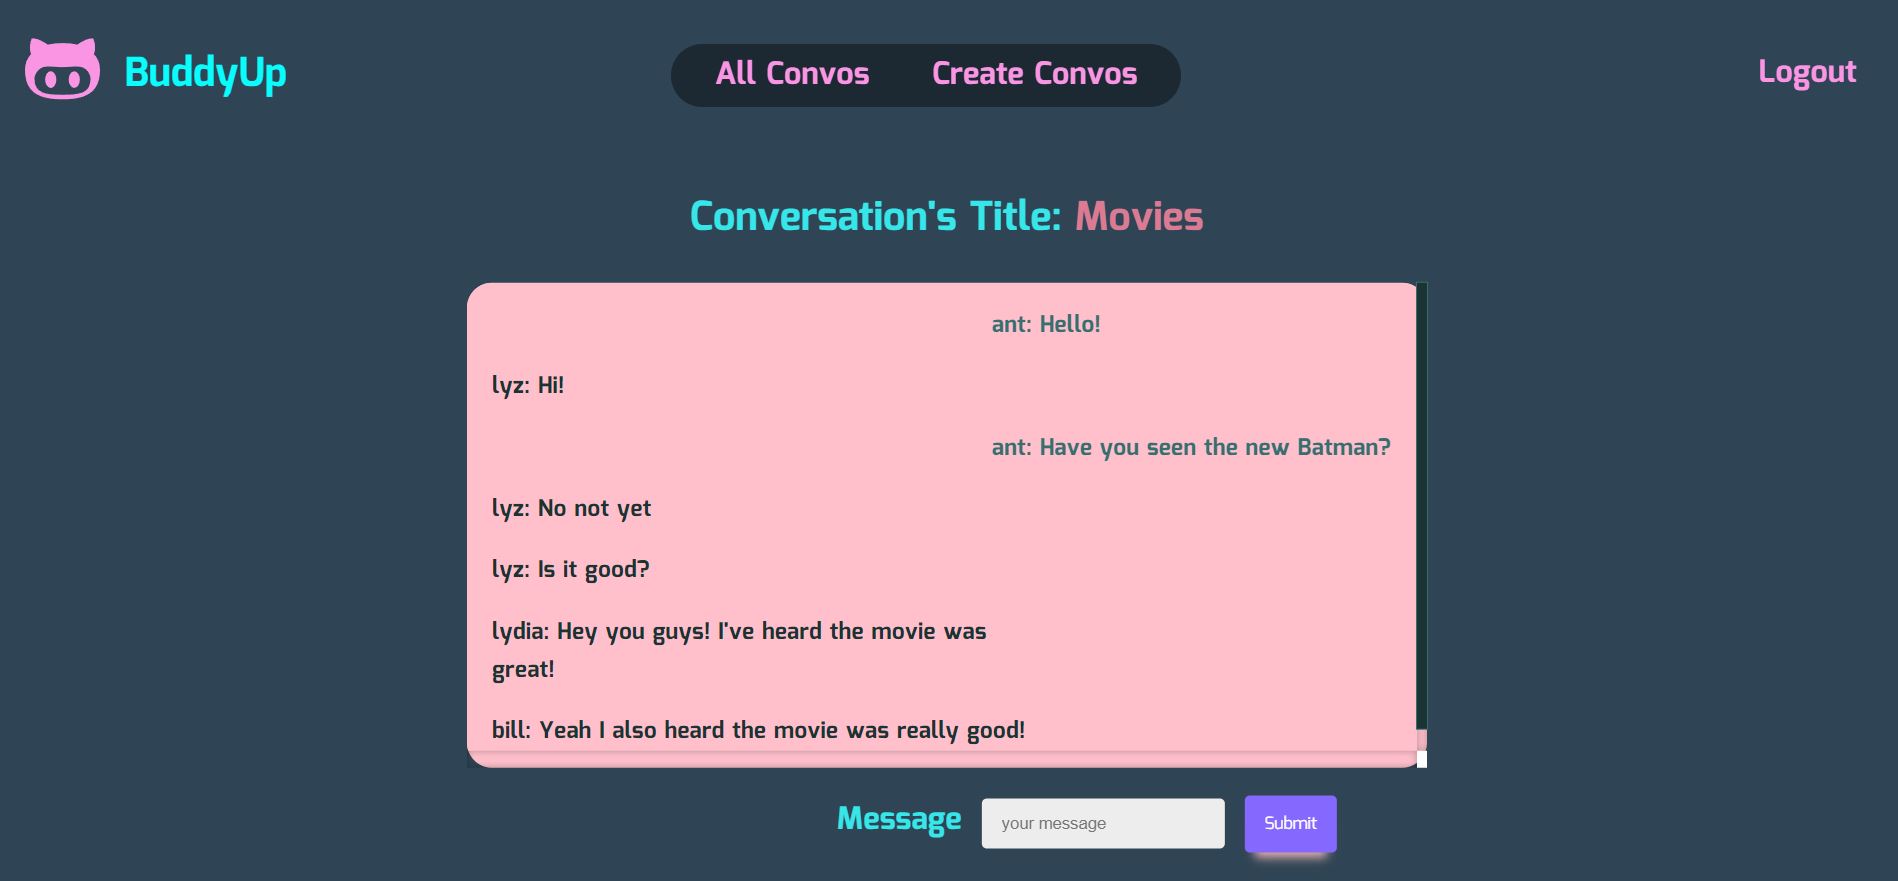 BuddyUp
All Convos
Create Convos
Logout
Conversation's Title: Movies
ant: Hello!
lyz: Hi!
ant: Have you seen the new Batman?
lyz: No not yet
lyz: Is it good?
lydia: Hey you guys! I've heard the movie was
great!
bill: Yeah I also heard the movie was really good!
Message
your message
Submit